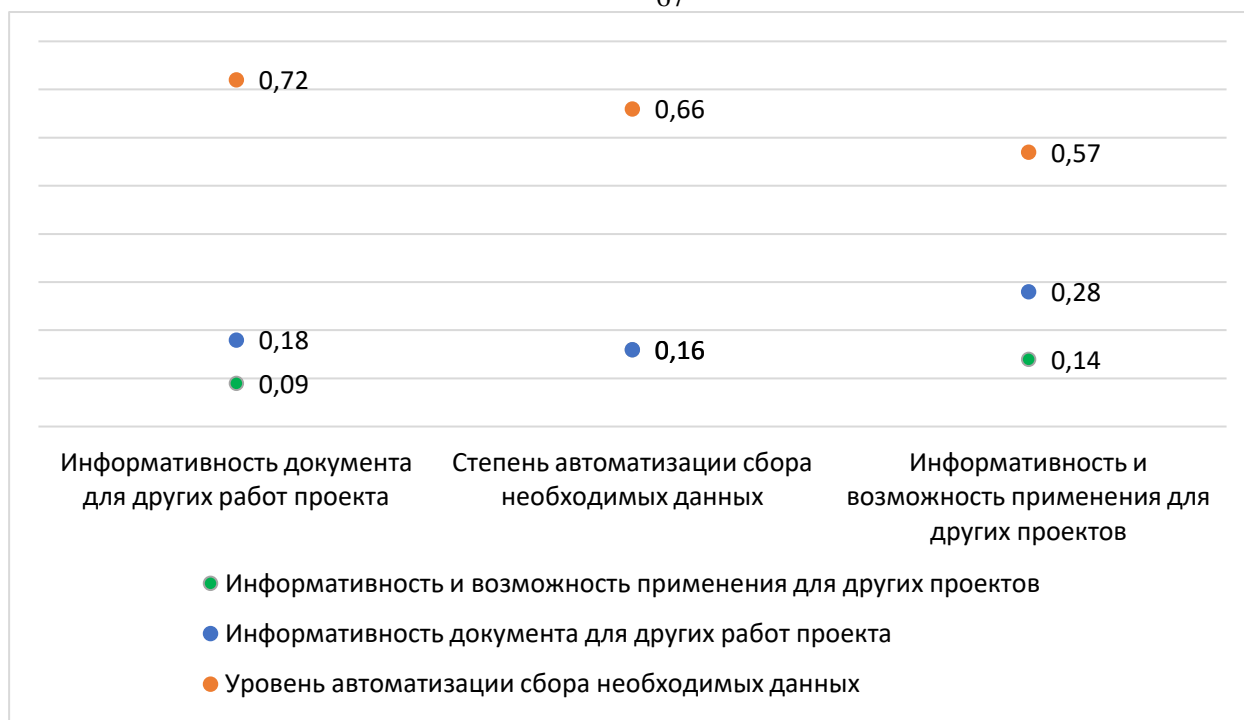 67
0,72
0,66
0,57
0,28
0,18
0,16
0,14
0,09
Информативность документа
для других работ проекта
Степень автоматизации сбора
необходимых данных
Информативность и
возможность применения для
других проектов
Информативность и возможность применения для других проектов
Информативность документа для других работ проекта
Уровень автоматизации сбора необходимых данных